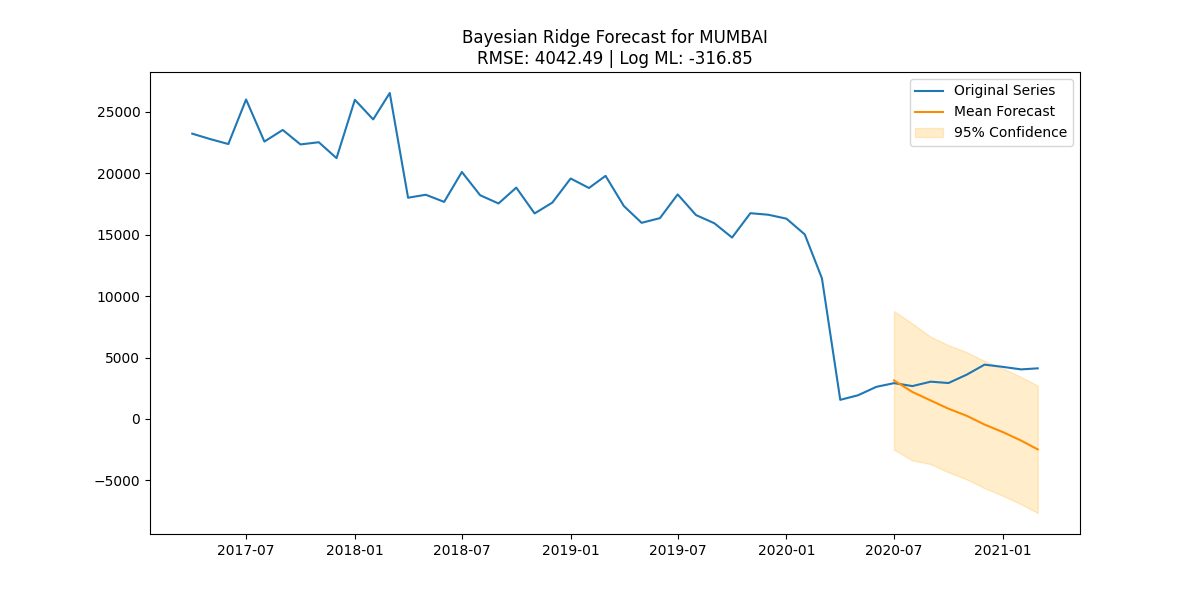 Bayesian Ridge Forecast for MUMBAI
RMSE: 4042.49 | Log ML: -316.85
Original Series
Mean Forecast
95% Confidence
25000
20000
15000
10000
5000
0
−5000
2017-07 2018-01 2018-07 2019-01 2019-07 2020-01 2020-07 2021-01